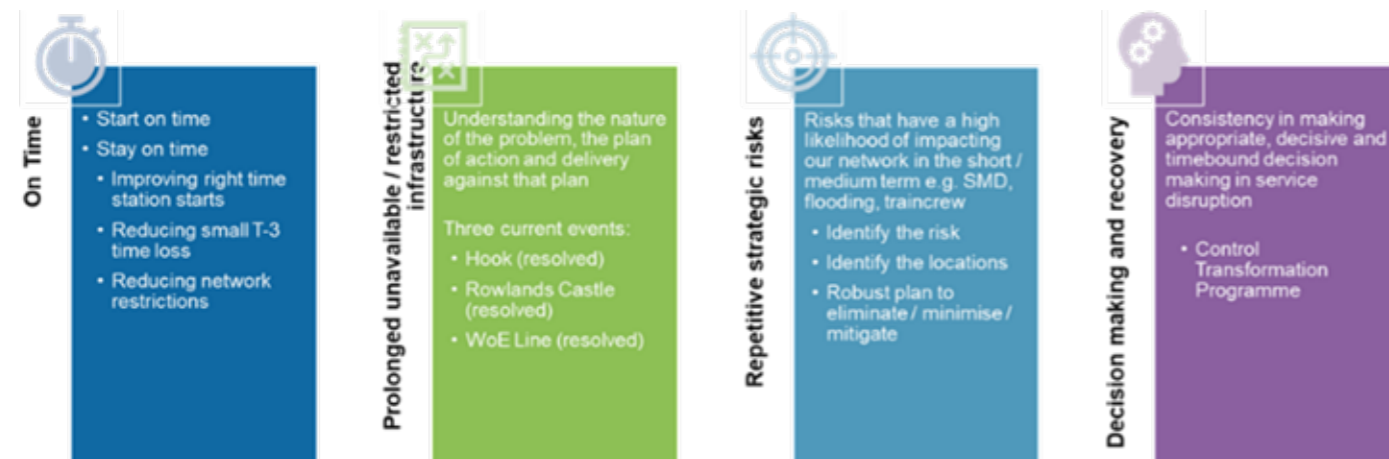 On Time
• Start on time
• Stay on time
• Improving right time
station starts
• Reducing small T-3
time loss
• Reducing network
restrictions
Prolonged unavailable / restricted
infrastructure
Understanding the nature
of the problem, the plan
of action and delivery
against that plan
Three current events:
• Hook (resolved)
• Rowlands Castle
(resolved)
• WoE Line (resolved)
Repetitive strategic risks
Risks that have a high
likelihood of impacting
our network in the short /
medium term e.g. SMD,
flooding, traincrew
• Identify the risk
• Identify the locations
• Robust plan to
eliminate / minimise /
mitigate
Decision making and recovery
Consistency in making
appropriate, decisive and
timebound decision
making in service
disruption
• Control
Transformation
Programme